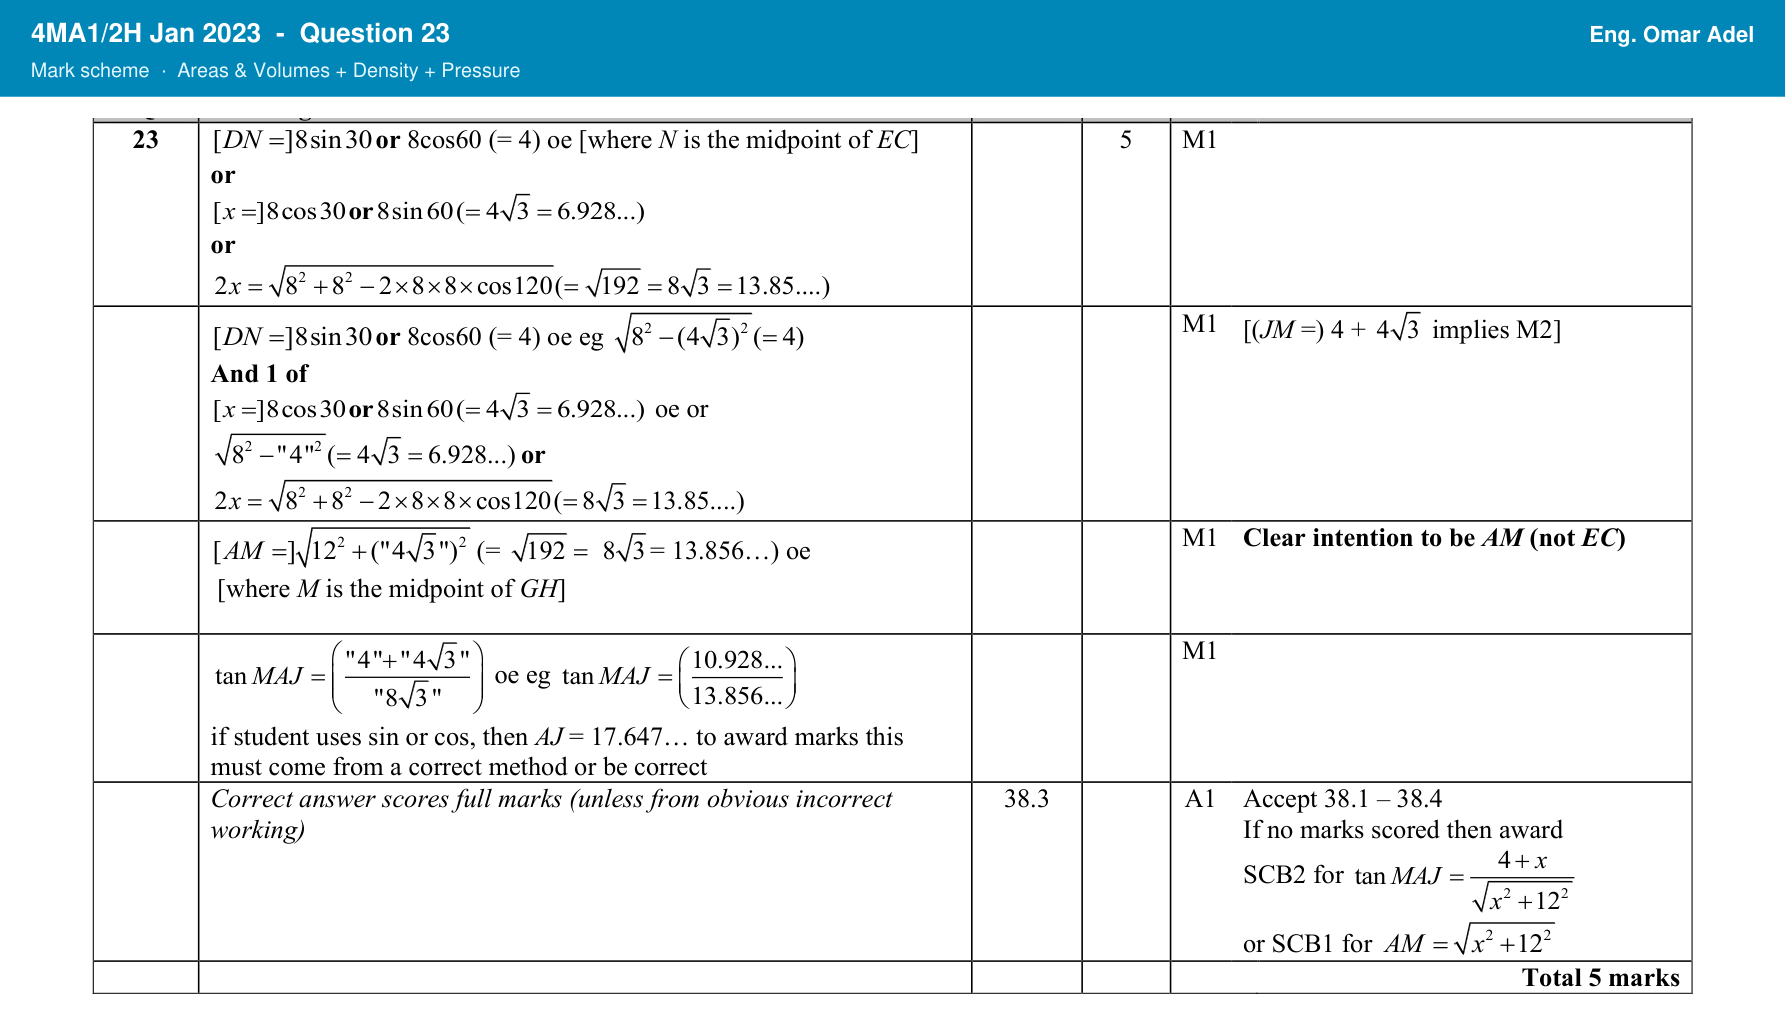 4MA1/2H Jan 2023 - Question 23
Eng. Omar Adel
Mark scheme · Areas & Volumes + Density + Pressure
23
[DN =]8sin30 or 8cos60 (= 4) oe [where N is the midpoint of EC]
5
M1
or
[x =]8cos30 or 8sin60(= 4√3 = 6.928...)
or
2x = √(8² + 8² − 2×8×8×cos120)(= √192 = 8√3 = 13.85....)
[DN =]8sin30 or 8cos60 (= 4) oe eg √(8² − (4√3)²)(= 4)
M1 [(JM =) 4 + 4√3 implies M2]
And 1 of
[x =]8cos30 or 8sin60(= 4√3 = 6.928...) oe or
√(8² − "4"²)(= 4√3 = 6.928...) or
2x = √(8² + 8² − 2×8×8×cos120)(= 8√3 = 13.85....)
[AM =]√(12² + ("4√3")²) (= √192 = 8√3 = 13.856…) oe
M1 Clear intention to be AM (not EC)
[where M is the midpoint of GH]
tan MAJ = ("4"+"4√3" / "8√3") oe eg tan MAJ = (10.928... / 13.856...)
M1
if student uses sin or cos, then AJ = 17.647… to award marks this
must come from a correct method or be correct
Correct answer scores full marks (unless from obvious incorrect
working)
38.3
A1 Accept 38.1 – 38.4
If no marks scored then award
SCB2 for tan MAJ = (4 + x) / √(x² + 12²)
or SCB1 for AM = √(x² + 12²)
Total 5 marks